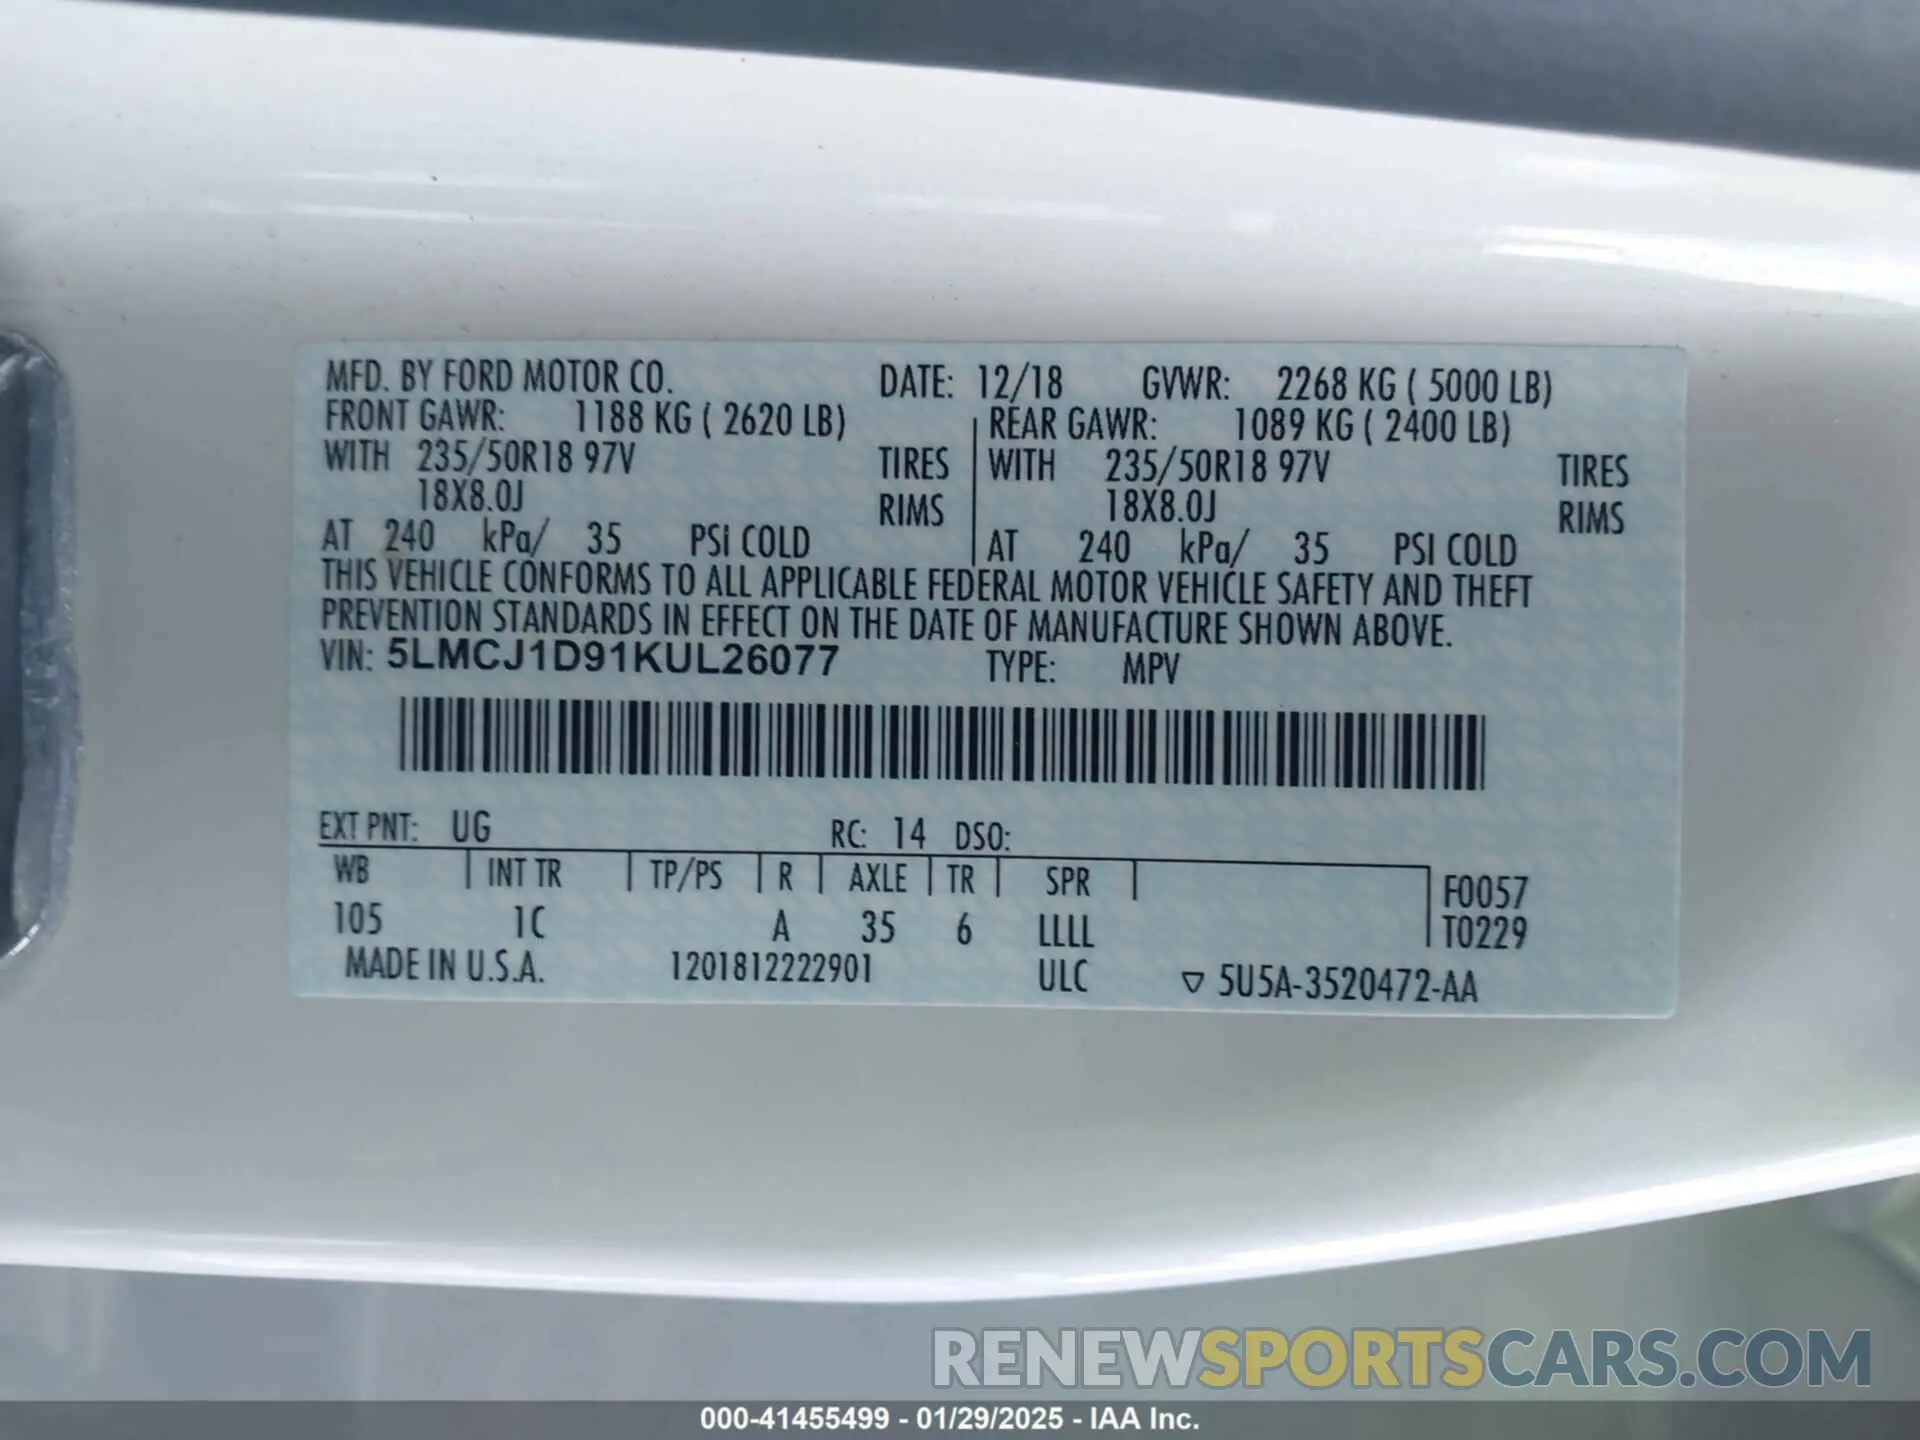 MFD. BY FORD MOTOR CO. DATE: 12/18 GVWR: 2268 KG ( 5000 LB)
FRONT GAWR: 1188 KG ( 2620 LB) REAR GAWR: 1089 KG ( 2400 LB)
WITH 235/50R18 97V TIRES WITH 235/50R18 97V TIRES
18X8.0J RIMS 18X8.0J RIMS
AT 240 kPa/ 35 PSI COLD AT 240 kPa/ 35 PSI COLD
THIS VEHICLE CONFORMS TO ALL APPLICABLE FEDERAL MOTOR VEHICLE SAFETY AND THEFT
PREVENTION STANDARDS IN EFFECT ON THE DATE OF MANUFACTURE SHOWN ABOVE.
VIN: 5LMCJ1D91KUL26077 TYPE: MPV
EXT PNT: UG RC: 14 DSO:
WB INT TR TP/PS R AXLE TR SPR F0057
105 1C A 35 6 LLLL T0229
MADE IN U.S.A. 1201812222901 ULC ▽ 5U5A-3520472-AA
RENEWSPORTSCARS.COM
000-41455499 - 01/29/2025 - IAA Inc.